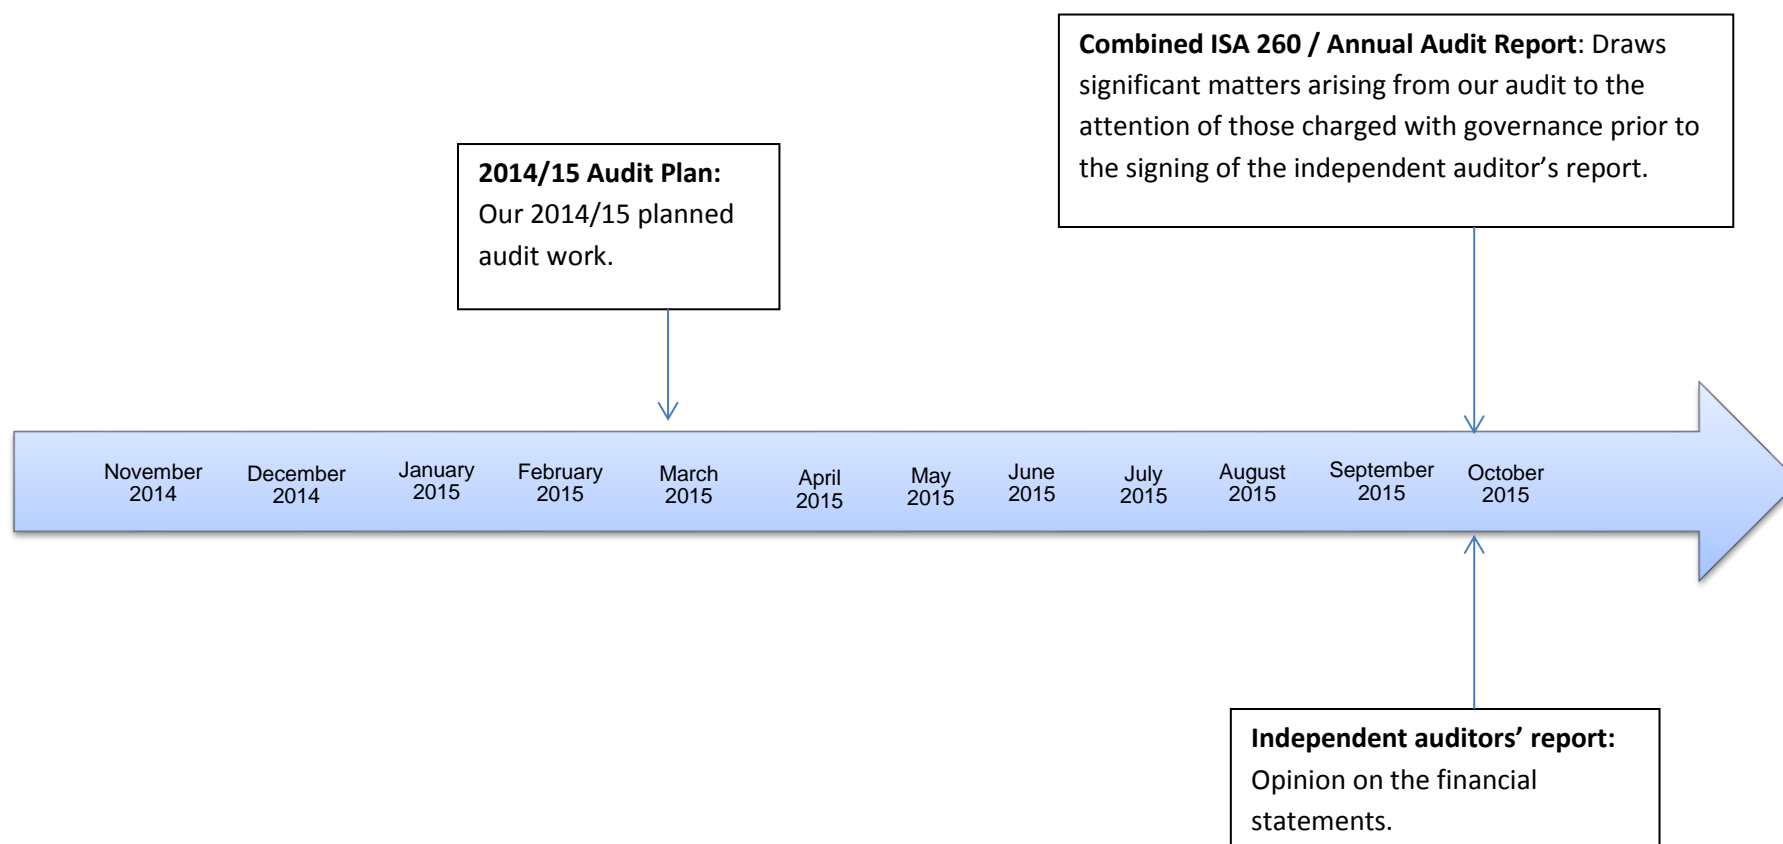 Combined ISA 260 / Annual Audit Report: Draws
significant matters arising from our audit to the
attention of those charged with governance prior to
the signing of the independent auditor’s report.
2014/15 Audit Plan:
Our 2014/15 planned
audit work.
November
2014
December
2014
January
2015
February
2015
March
2015
April
2015
May
2015
June
2015
July
2015
August
2015
September
2015
October
2015
Independent auditors’ report:
Opinion on the financial
statements.